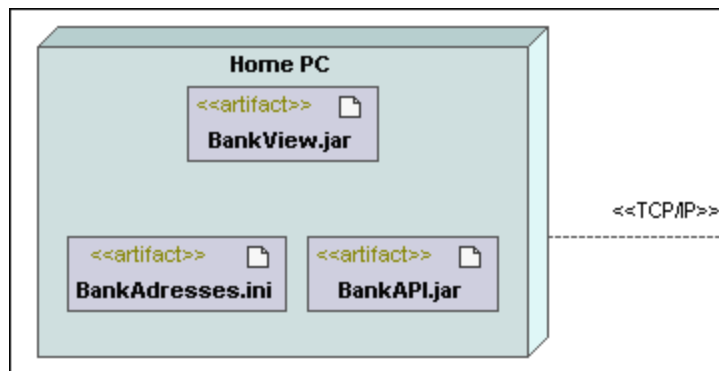 Home PC
<<artifact>>
BankView.jar
<<TCP/IP>>
<<artifact>> <<artifact>>
BankAdresses.ini BankAPI.jar